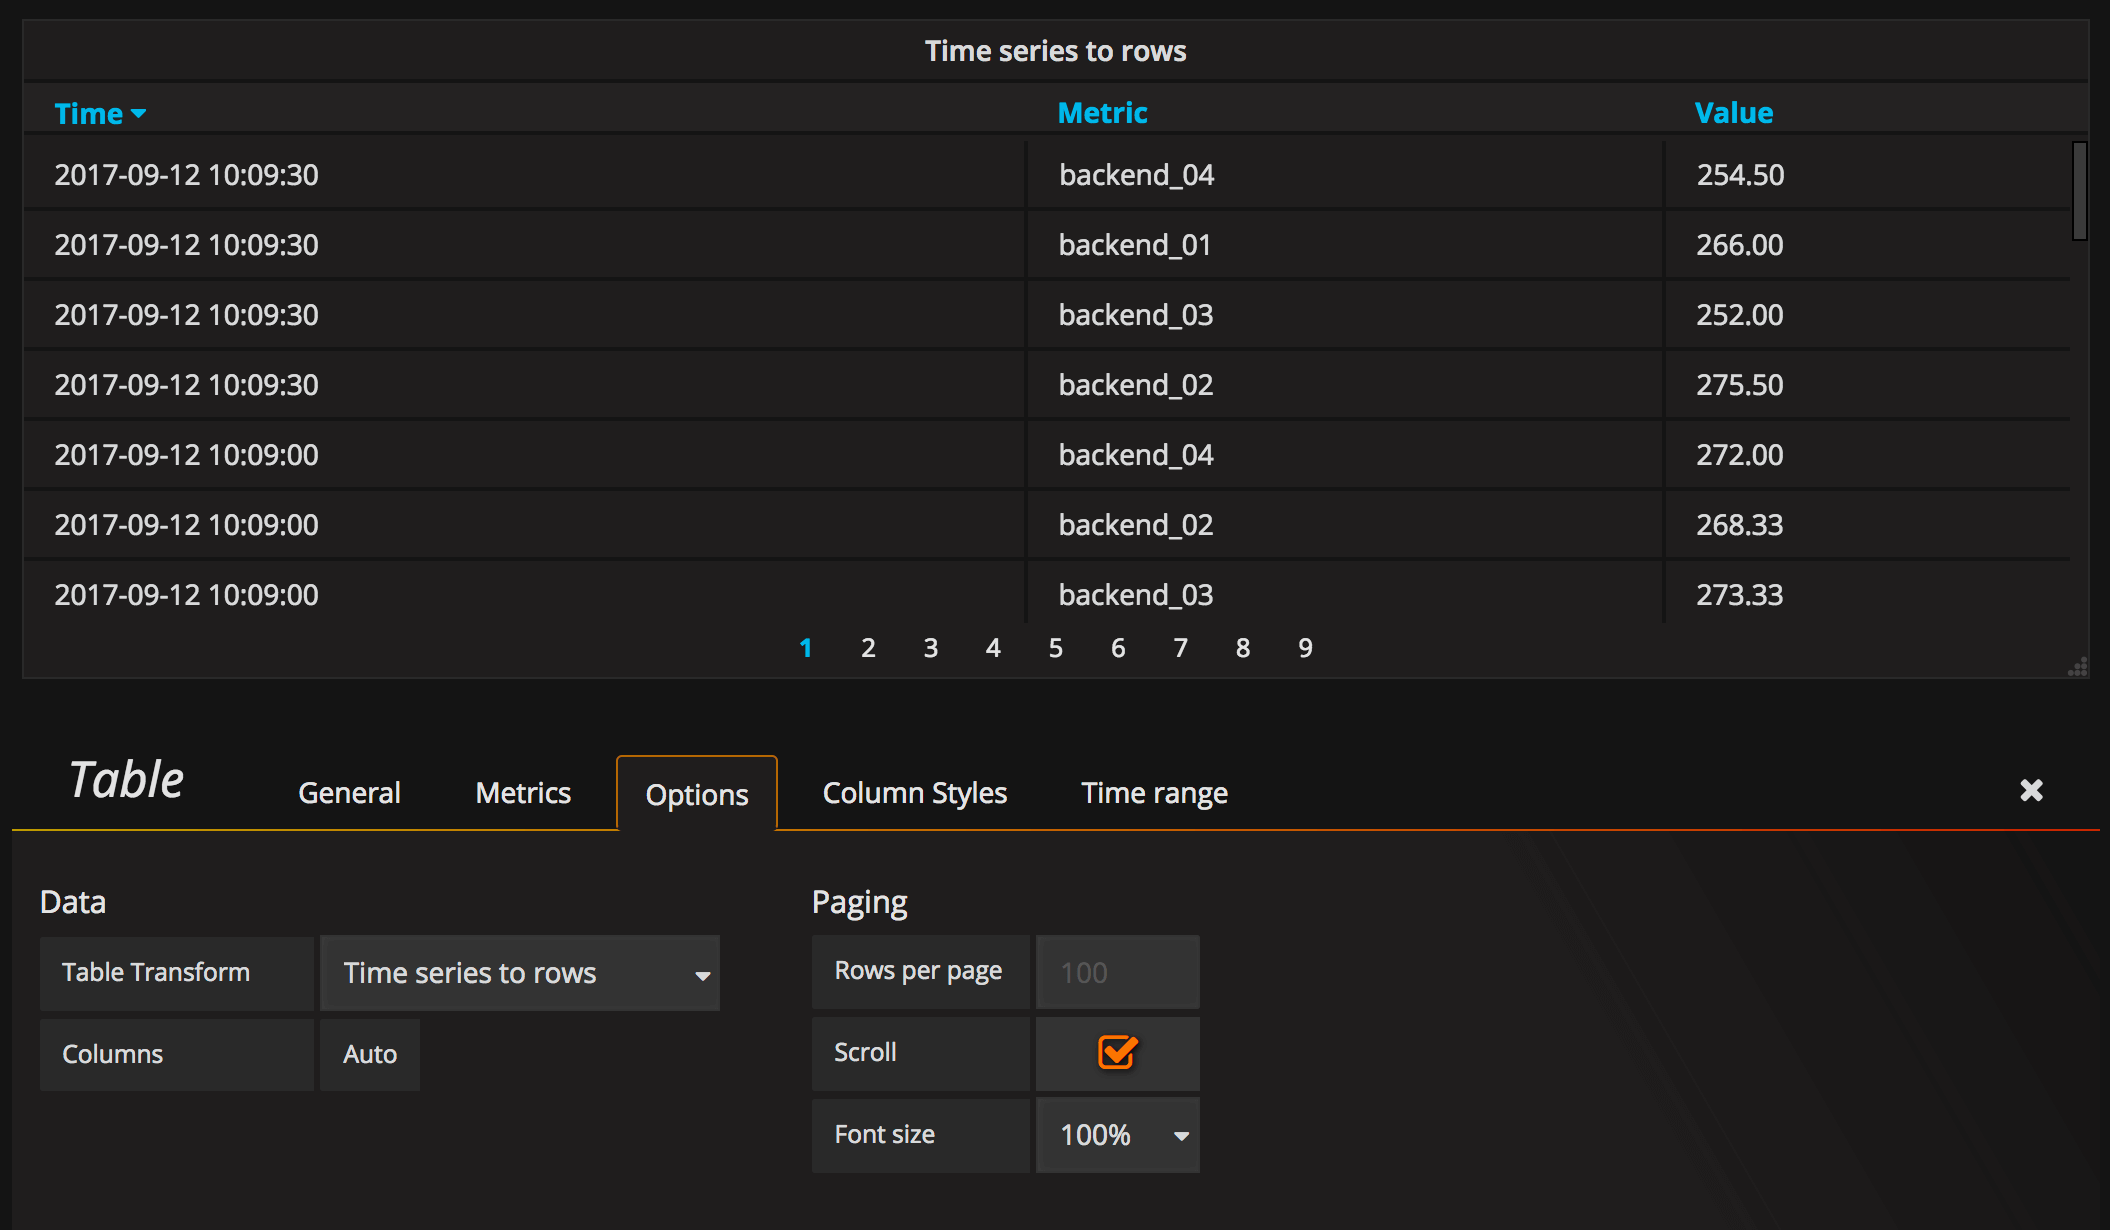 Time series to rows
Time Metric Value
2017-09-12 10:09:30 backend_04 254.50
2017-09-12 10:09:30 backend_01 266.00
2017-09-12 10:09:30 backend_03 252.00
2017-09-12 10:09:30 backend_02 275.50
2017-09-12 10:09:00 backend_04 272.00
2017-09-12 10:09:00 backend_02 268.33
2017-09-12 10:09:00 backend_03 273.33
1 2 3 4 5 6 7 8 9
Table General Metrics Options Column Styles Time range
Data Paging
Table Transform Time series to rows Rows per page 100
Columns Auto Scroll
Font size 100%